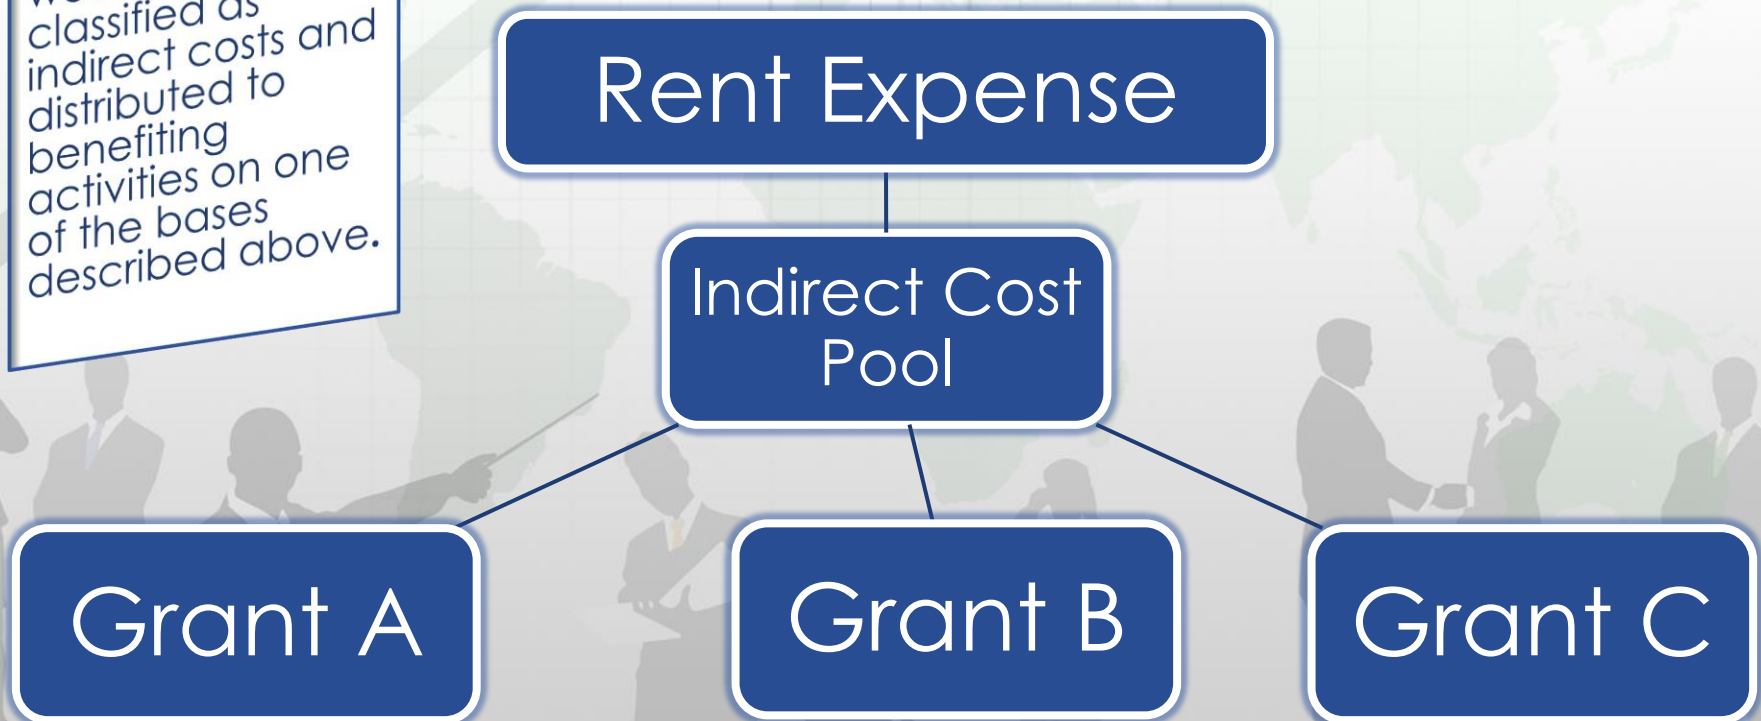 classified as
indirect costs and
distributed to
benefiting
activities on one
of the bases
described above.
Rent Expense
Indirect Cost
Pool
Grant A
Grant B
Grant C